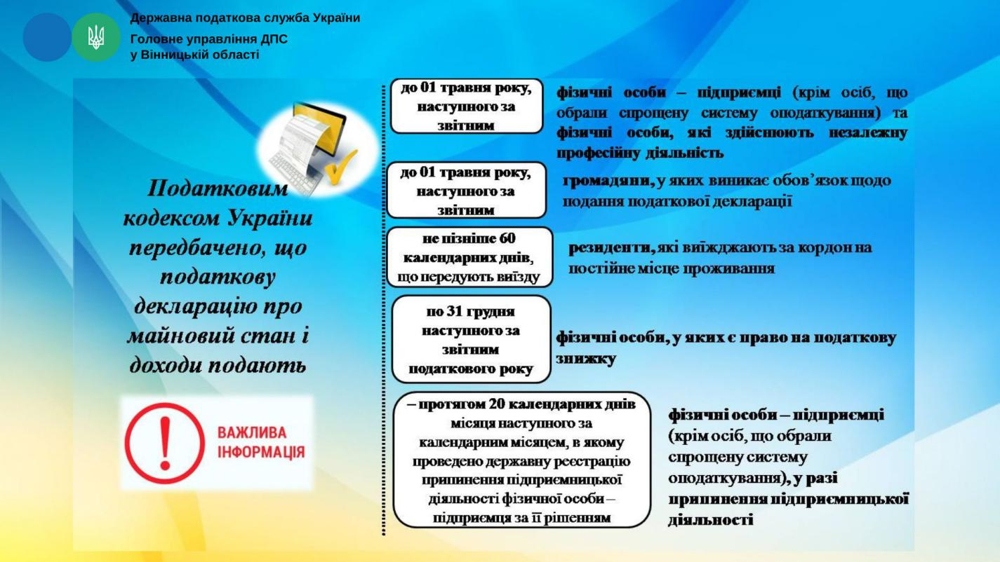 Державна податкова служба України
Головне управління ДПС
у Вінницькій області
Податковим
кодексом України
передбачено, що
податкову
декларацію про
майновий стан і
доходи подають
ВАЖЛИВА
ІНФОРМАЦІЯ
до 01 травня року,
наступного за
звітним
фізичні особи – підприємці (крім осіб, що
обрали спрощену систему оподаткування) та
фізичні особи, які здійснюють незалежну
професійну діяльність
до 01 травня року,
наступного за
звітним
громадяни, у яких виникає обов’язок щодо
подання податкової декларації
не пізніше 60
календарних днів,
що передують виїзду
резиденти, які виїжджають за кордон на
постійне місце проживання
по 31 грудня
наступного за
звітним
податкового року
фізичні особи, у яких є право на податкову
знижку
– протягом 20 календарних днів
місяця наступного за
календарним місяцем, в якому
проведено державну реєстрацію
припинення підприємницької
діяльності фізичної особи –
підприємця за її рішенням
фізичні особи – підприємці
(крім осіб, що обрали
спрощену систему
оподаткування), у разі
припинення підприємницької
діяльності